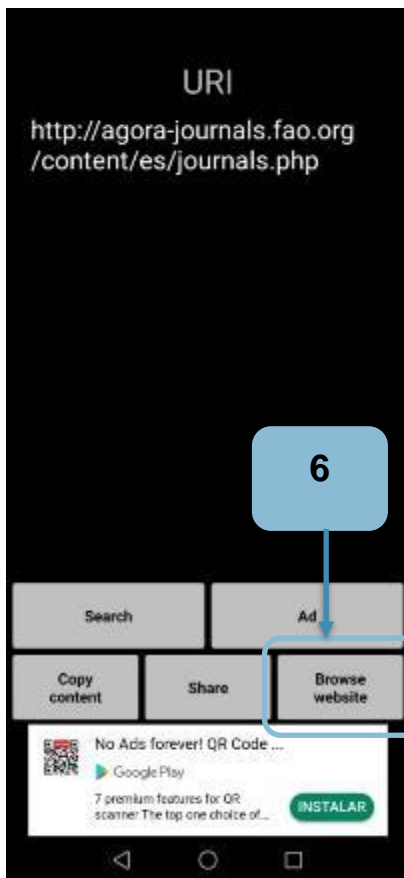 URI
http://agora-journals.fao.org
/content/es/journals.php
6
Search
Ad
Copy
content
Share
Browse
website
No Ads forever! QR Code ...
Google Play
7 premium features for QR
scanner The top one choice of...
INSTALAR